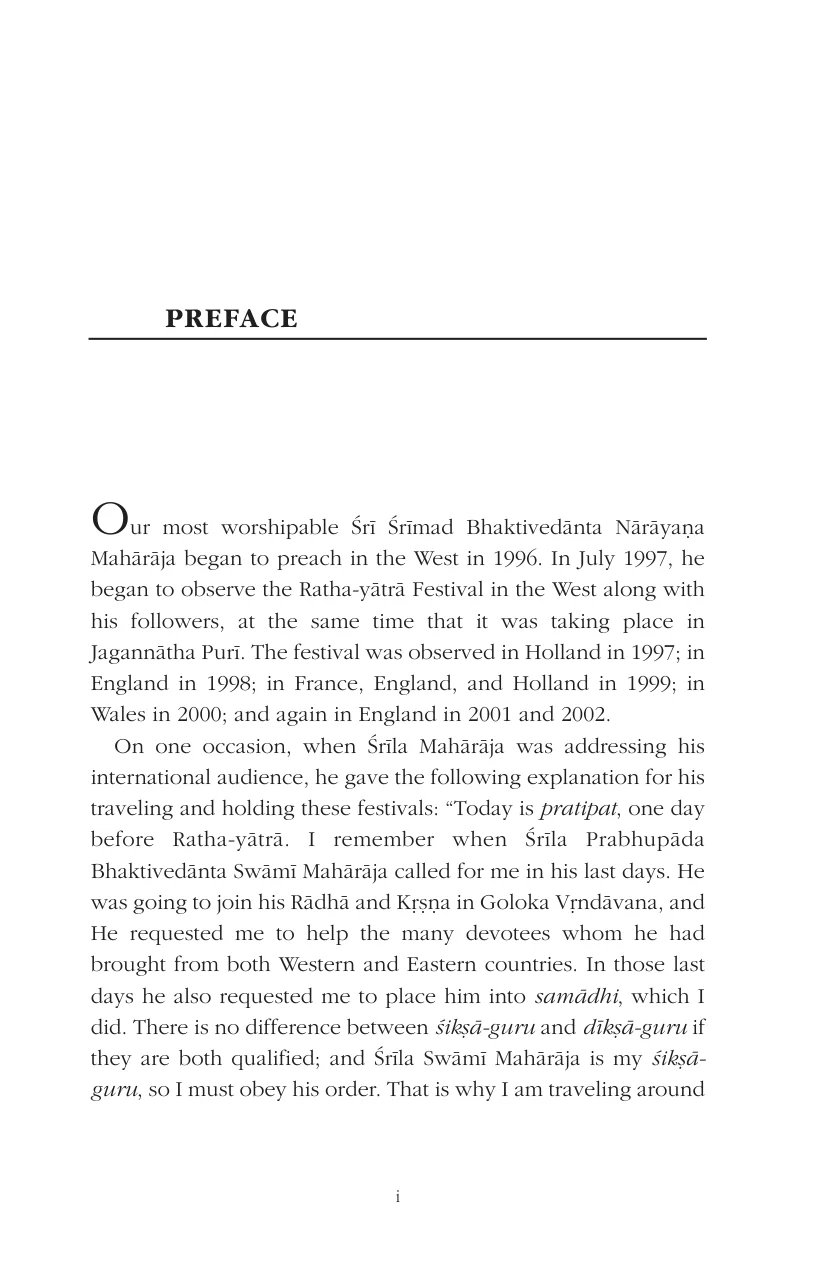 PREFACE
Our most worshipable Śrī Śrīmad Bhaktivedānta Nārāyaṇa
Mahārāja began to preach in the West in 1996. In July 1997, he
began to observe the Ratha-yātrā Festival in the West along with
his followers, at the same time that it was taking place in
Jagannātha Purī. The festival was observed in Holland in 1997; in
England in 1998; in France, England, and Holland in 1999; in
Wales in 2000; and again in England in 2001 and 2002.
On one occasion, when Śrīla Mahārāja was addressing his
international audience, he gave the following explanation for his
traveling and holding these festivals: “Today is pratipat, one day
before Ratha-yātrā. I remember when Śrīla Prabhupāda
Bhaktivedānta Swāmī Mahārāja called for me in his last days. He
was going to join his Rādhā and Kṛṣṇa in Goloka Vṛndāvana, and
He requested me to help the many devotees whom he had
brought from both Western and Eastern countries. In those last
days he also requested me to place him into samādhi, which I
did. There is no difference between śikṣā-guru and dīkṣā-guru if
they are both qualified; and Śrīla Swāmī Mahārāja is my śikṣā-
guru, so I must obey his order. That is why I am traveling around
i